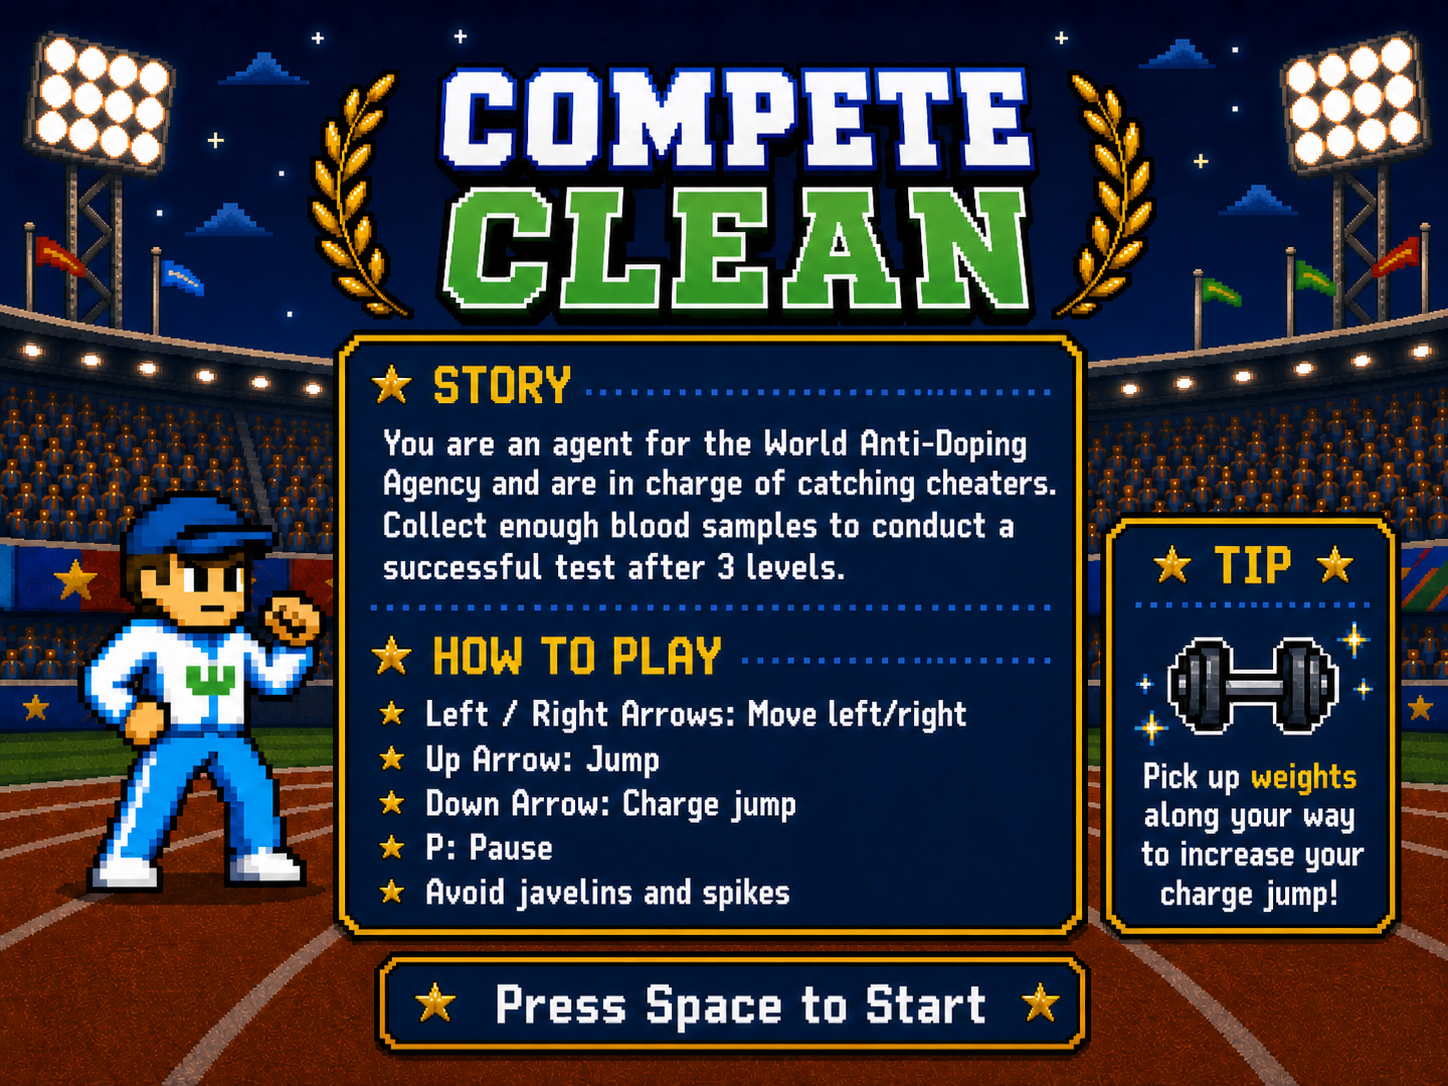 COMPETE
CLEAN
STORY
You are an agent for the World Anti-Doping
Agency and are in charge of catching cheaters.
Collect enough blood samples to conduct a
successful test after 3 levels.
HOW TO PLAY
Left / Right Arrows: Move left/right
Up Arrow: Jump
Down Arrow: Charge jump
P: Pause
Avoid javelins and spikes
TIP
Pick up weights
along your way
to increase your
charge jump!
W
Press Space to Start